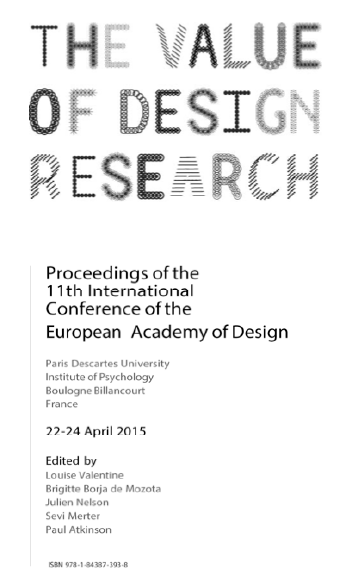 THE VALUE
OF DESIGN
RESEARCH
Proceedings of the
11th International
Conference of the
European Academy of Design
Paris Descartes University
Institute of Psychology
Boulogne Billancourt
France
22-24 April 2015
Edited by
Louise Valentine
Brigitte Borja de Mozota
Julien Nelson
Sevi Merter
Paul Atkinson
ISBN 978-1-84387-393-8